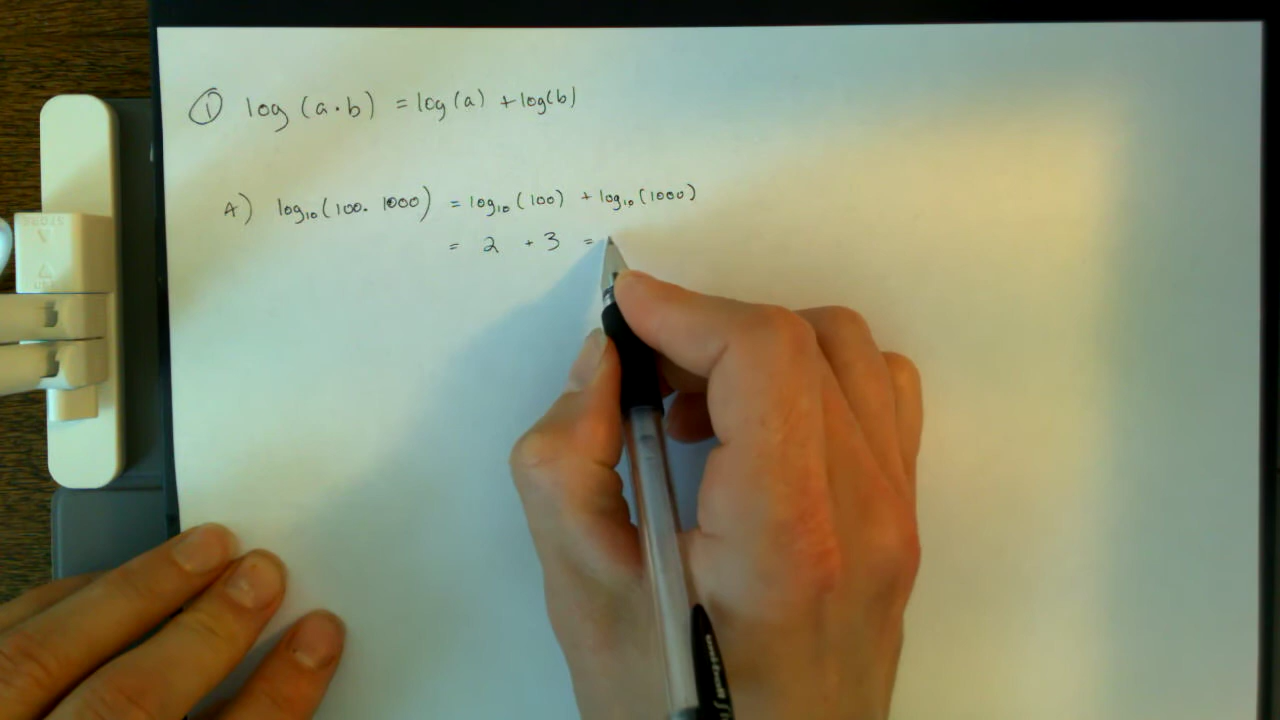 ① log (a·b) = log(a) + log(b)
A) log₁₀(100· 1000) = log₁₀(100) + log₁₀(1000)
= 2 + 3 =